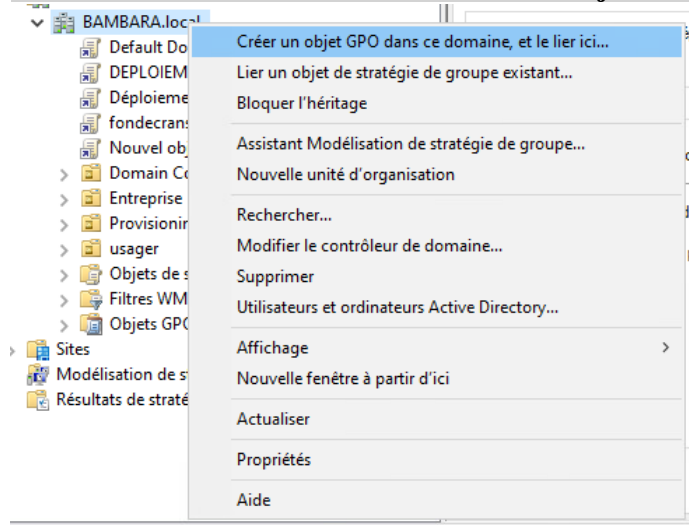 BAMBARA.local
Default Do
DEPLOIEM
Déploieme
fondecrans
Nouvel obj
Domain Co
Entreprise
Provisionin
usager
Objets de s
Filtres WM
Objets GPO
Sites
Modélisation de st
Résultats de straté
Créer un objet GPO dans ce domaine, et le lier ici...
Lier un objet de stratégie de groupe existant...
Bloquer l'héritage
Assistant Modélisation de stratégie de groupe...
Nouvelle unité d'organisation
Rechercher...
Modifier le contrôleur de domaine...
Supprimer
Utilisateurs et ordinateurs Active Directory...
Affichage
Nouvelle fenêtre à partir d'ici
Actualiser
Propriétés
Aide